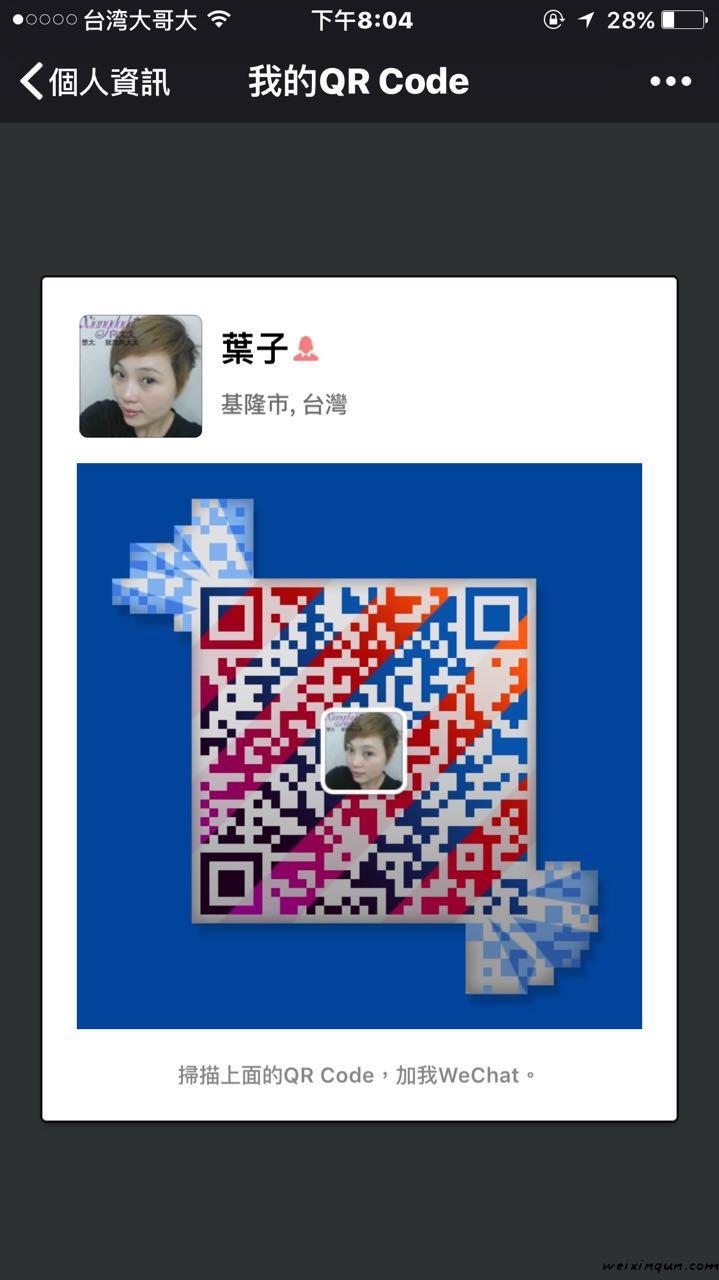 台湾大哥大 下午8:04 28%
個人資訊 我的QR Code
葉子
基隆市, 台灣
掃描上面的QR Code，加我WeChat。
weixinqun.com